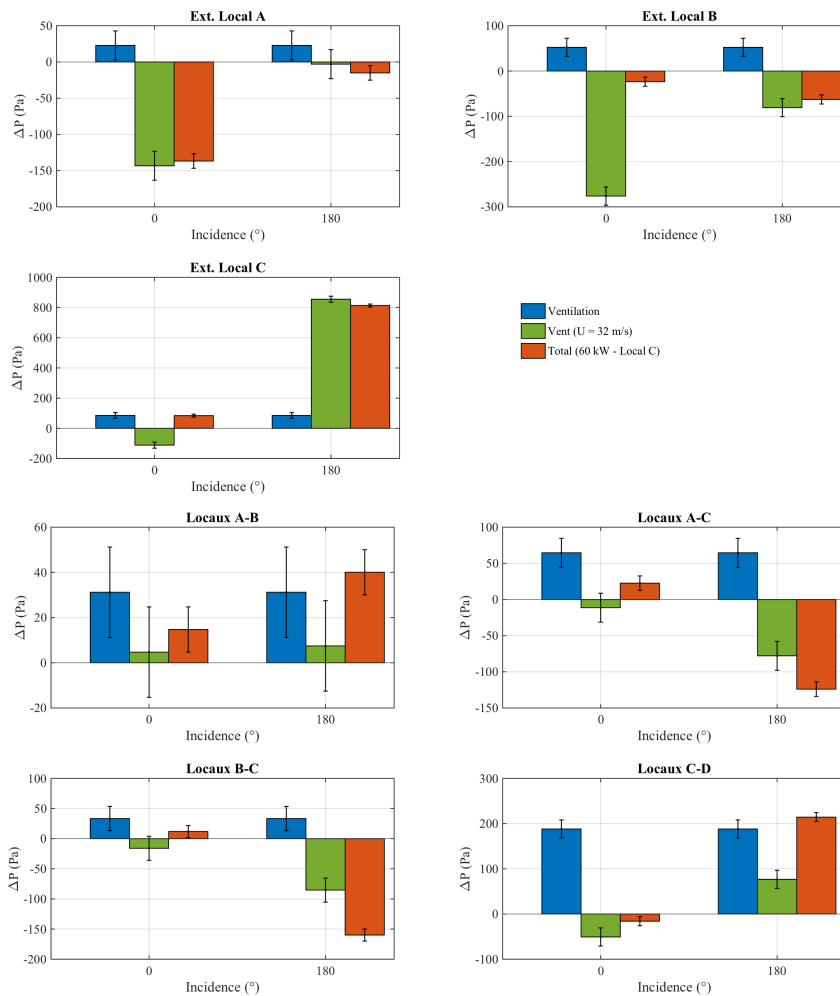 Ext. Local A
50
0
-50
-100
-150
-200
ΔP (Pa)
0 180
Incidence (°)
Ext. Local B
100
0
-100
-200
-300
ΔP (Pa)
0 180
Incidence (°)
Ext. Local C
1000
800
600
400
200
0
-200
ΔP (Pa)
0 180
Incidence (°)
Ventilation
Vent (U = 32 m/s)
Total (60 kW - Local C)
Locaux A-B
60
40
20
0
-20
ΔP (Pa)
0 180
Incidence (°)
Locaux A-C
100
50
0
-50
-100
-150
ΔP (Pa)
0 180
Incidence (°)
Locaux B-C
100
50
0
-50
-100
-150
-200
ΔP (Pa)
0 180
Incidence (°)
Locaux C-D
300
200
100
0
-100
ΔP (Pa)
0 180
Incidence (°)